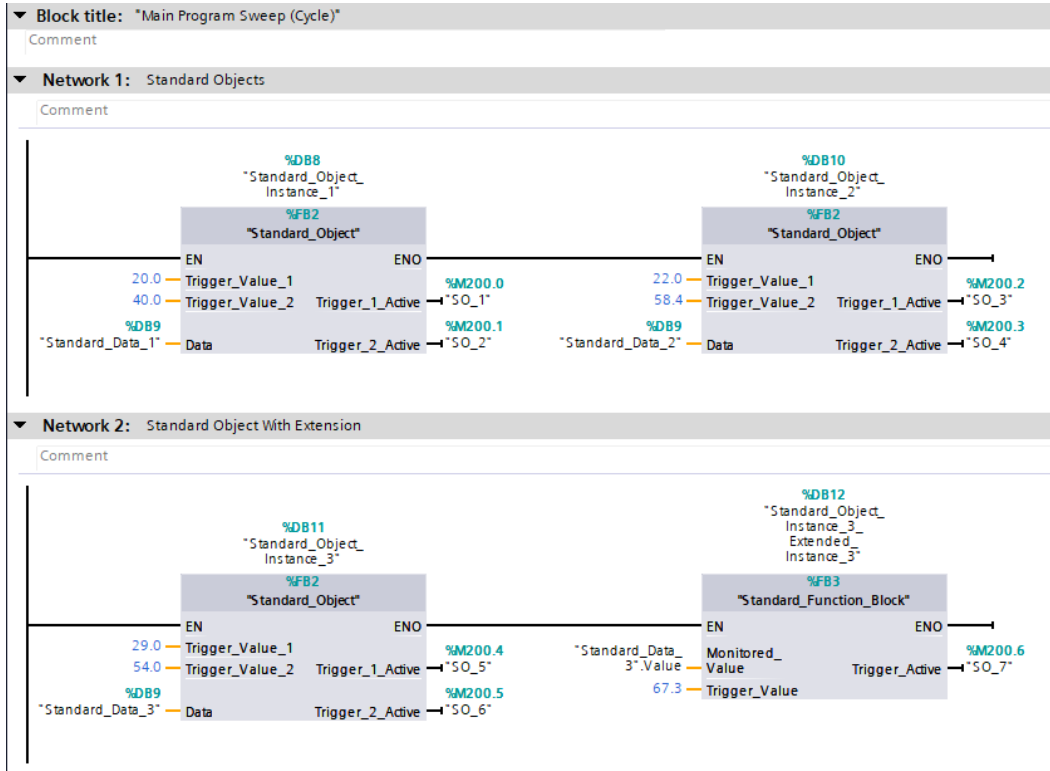 Block title: "Main Program Sweep (Cycle)"
Comment
Network 1: Standard Objects
Comment
%DB8
"Standard_Object_
Instance_1"
%FB2
"Standard_Object"
EN ENO
20.0 Trigger_Value_1
%M200.0
40.0 Trigger_Value_2 Trigger_1_Active "SO_1"
%DB9 %M200.1
"Standard_Data_1" Data Trigger_2_Active "SO_2"
%DB10
"Standard_Object_
Instance_2"
%FB2
"Standard_Object"
EN ENO
22.0 Trigger_Value_1
%M200.2
58.4 Trigger_Value_2 Trigger_1_Active "SO_3"
%DB9 %M200.3
"Standard_Data_2" Data Trigger_2_Active "SO_4"
Network 2: Standard Object With Extension
Comment
%DB11
"Standard_Object_
Instance_3"
%FB2
"Standard_Object"
EN ENO
29.0 Trigger_Value_1
%M200.4
54.0 Trigger_Value_2 Trigger_1_Active "SO_5"
%DB9 %M200.5
"Standard_Data_3" Data Trigger_2_Active "SO_6"
%DB12
"Standard_Object_
Instance_3_
Extended_
Instance_3"
%FB3
"Standard_Function_Block"
EN ENO
"Standard_Data_ Monitored_ %M200.6
3".Value Value Trigger_Active "SO_7"
67.3 Trigger_Value